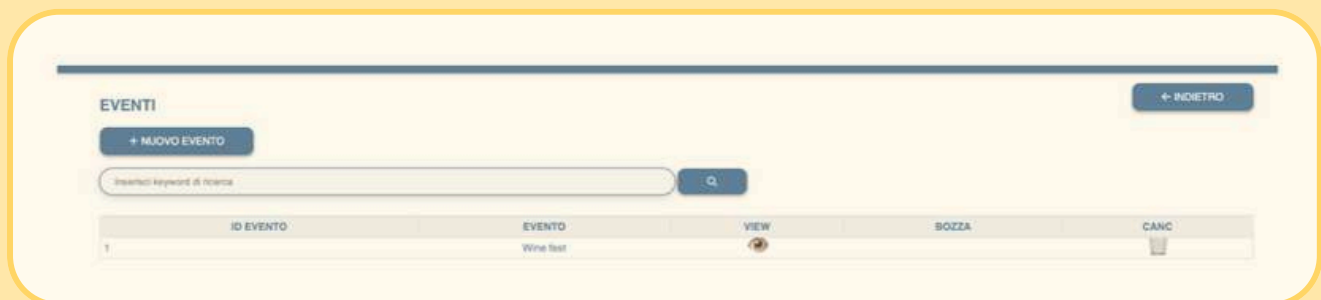 ← INDIETRO
EVENTI
+ NUOVO EVENTO
Inserisci keyword di ricerca
ID EVENTO EVENTO VIEW BOZZA CANC
1 Wine fest